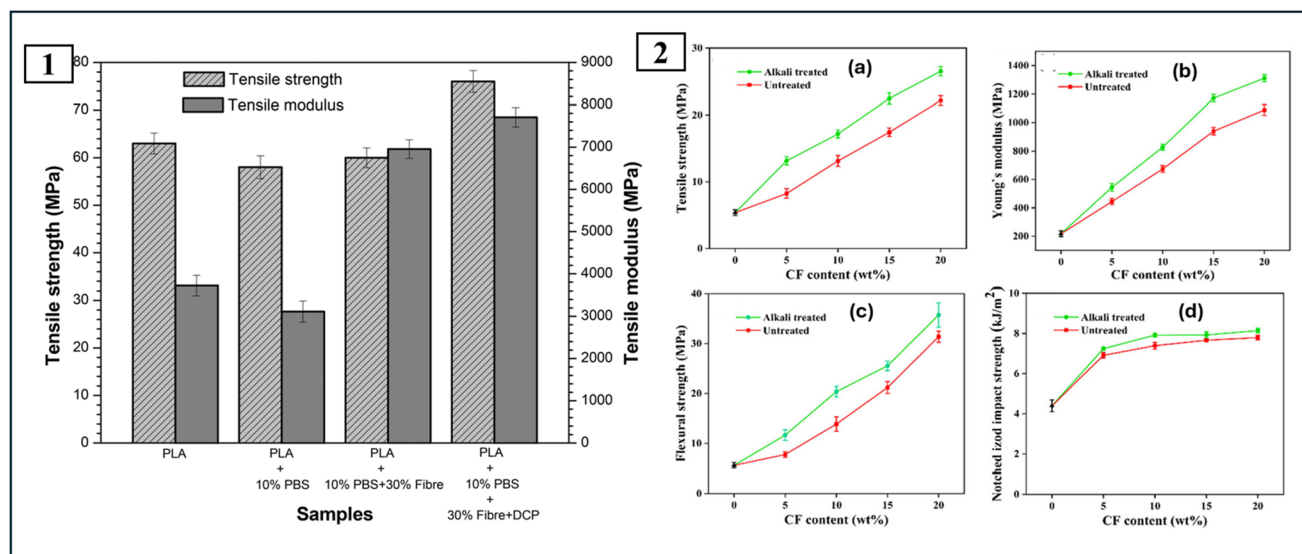 1
Tensile strength
Tensile modulus
Tensile strength (MPa)
80
70
60
50
40
30
20
10
0
Tensile modulus (MPa)
9000
8000
7000
6000
5000
4000
3000
2000
1000
0
PLA
PLA
+
10% PBS
PLA
+
10% PBS+30% Fibre
PLA
+
10% PBS
+
30% Fibre+DCP
Samples
2
(a)
Alkali treated
Untreated
Tensile strength (MPa)
30
20
10
0
0 5 10 15 20
CF content (wt%)
(b)
Alkali treated
Untreated
Young`s modulus (MPa)
1400
1200
1000
800
600
400
200
0 5 10 15 20
CF content (wt%)
(c)
Alkali treated
Untreated
Flexural strength (MPa)
40
30
20
10
0
0 5 10 15 20
CF content (wt%)
(d)
Alkali treated
Untreated
Notched izod impact strength (kJ/m²)
10
8
6
4
2
0
0 5 10 15 20
CF content (wt%)